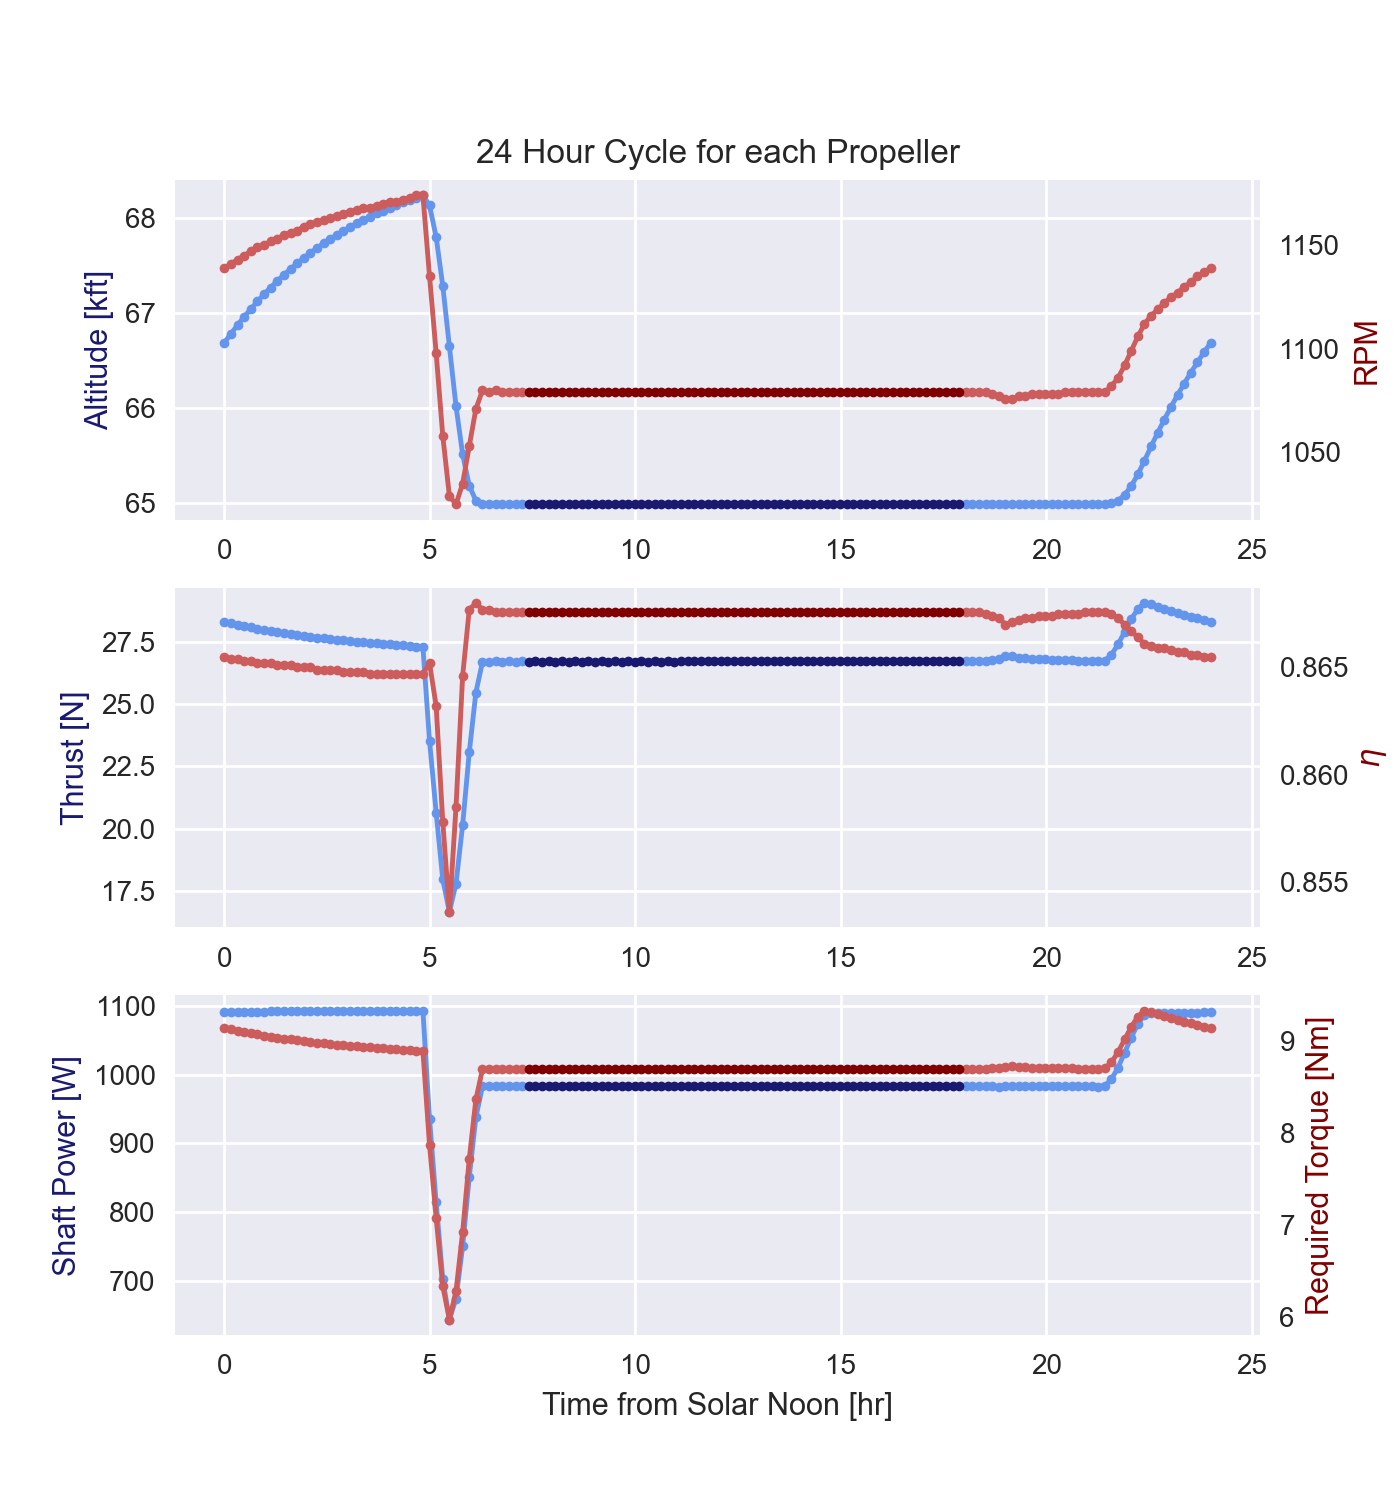 24 Hour Cycle for each Propeller
68
67
66
65
Altitude [kft]
1150
1100
1050
RPM
0 5 10 15 20 25
27.5
25.0
22.5
20.0
17.5
Thrust [N]
0.865
0.860
0.855
η
0 5 10 15 20 25
1100
1000
900
800
700
Shaft Power [W]
9
8
7
6
Required Torque [Nm]
0 5 10 15 20 25
Time from Solar Noon [hr]